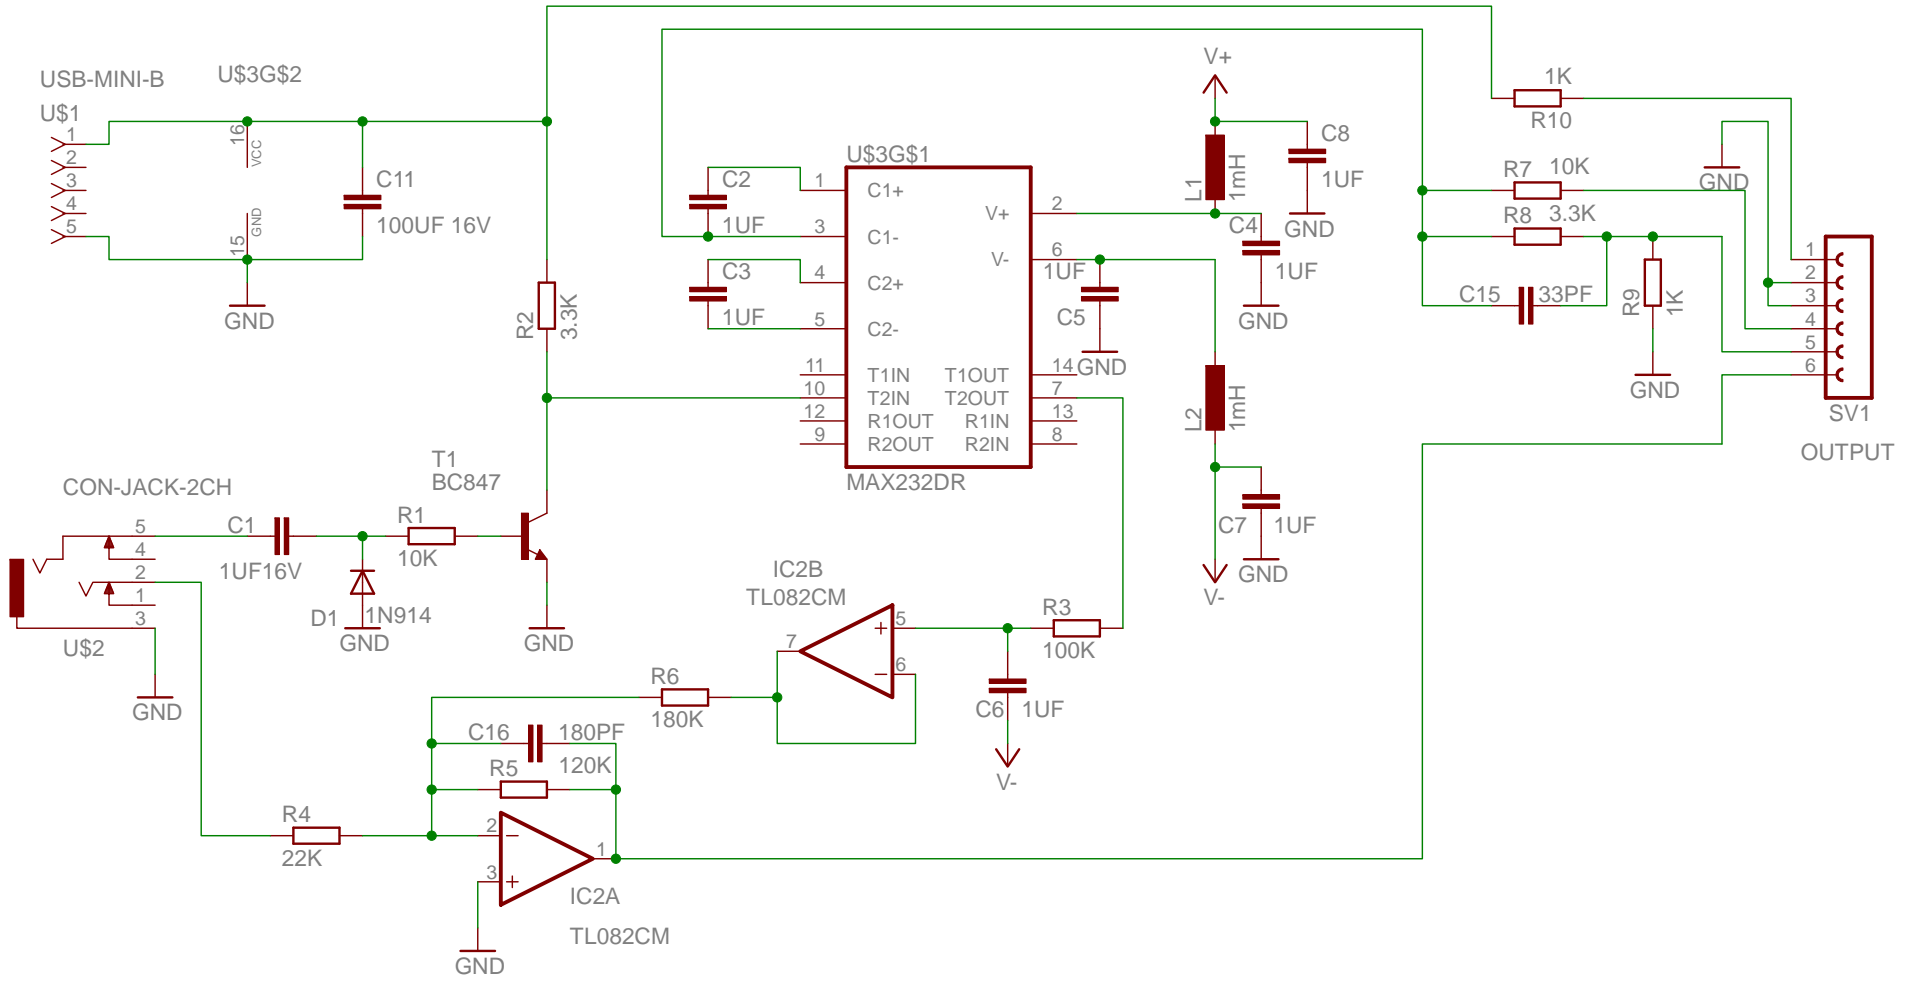 USB-MINI-B
U$1
1
2
3
4
5
U$3G$2
16
VCC
15
GND
GND
C11
100UF 16V
R2
3.3K
U$3G$1
C2
1UF
C3
1UF
1
3
4
5
11
10
12
9
C1+
C1-
C2+
C2-
T1IN
T2IN
R1OUT
R2OUT
V+
V-
T1OUT
T2OUT
R1IN
R2IN
2
6
14
7
13
8
MAX232DR
V+
L1
1mH
C8
1UF
GND
C4
1UF
GND
1UF
C5
GND
L2
1mH
C7
1UF
GND
V-
1K
R10
GND
R7
10K
R8
3.3K
C15
33PF
R9
1K
GND
1
2
3
4
5
6
SV1
OUTPUT
CON-JACK-2CH
5
4
2
1
3
U$2
GND
C1
1UF16V
D1
1N914
GND
R1
10K
T1
BC847
GND
IC2B
TL082CM
7
5
6
+
−
R3
100K
C6
1UF
V-
R6
180K
C16
180PF
R5
120K
R4
22K
2
3
1
−
+
IC2A
TL082CM
GND